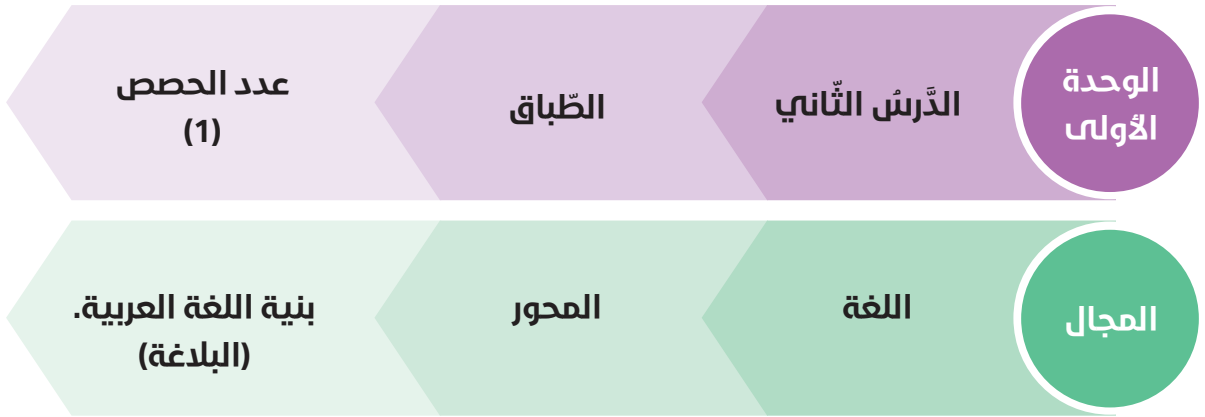 الوحدة
الأولى
الدَّرسُ الثّاني
الطّباق
عدد الحصص
(1)
المجال
اللغة
المحور
بنية اللغة العربية.
(البلاغة)